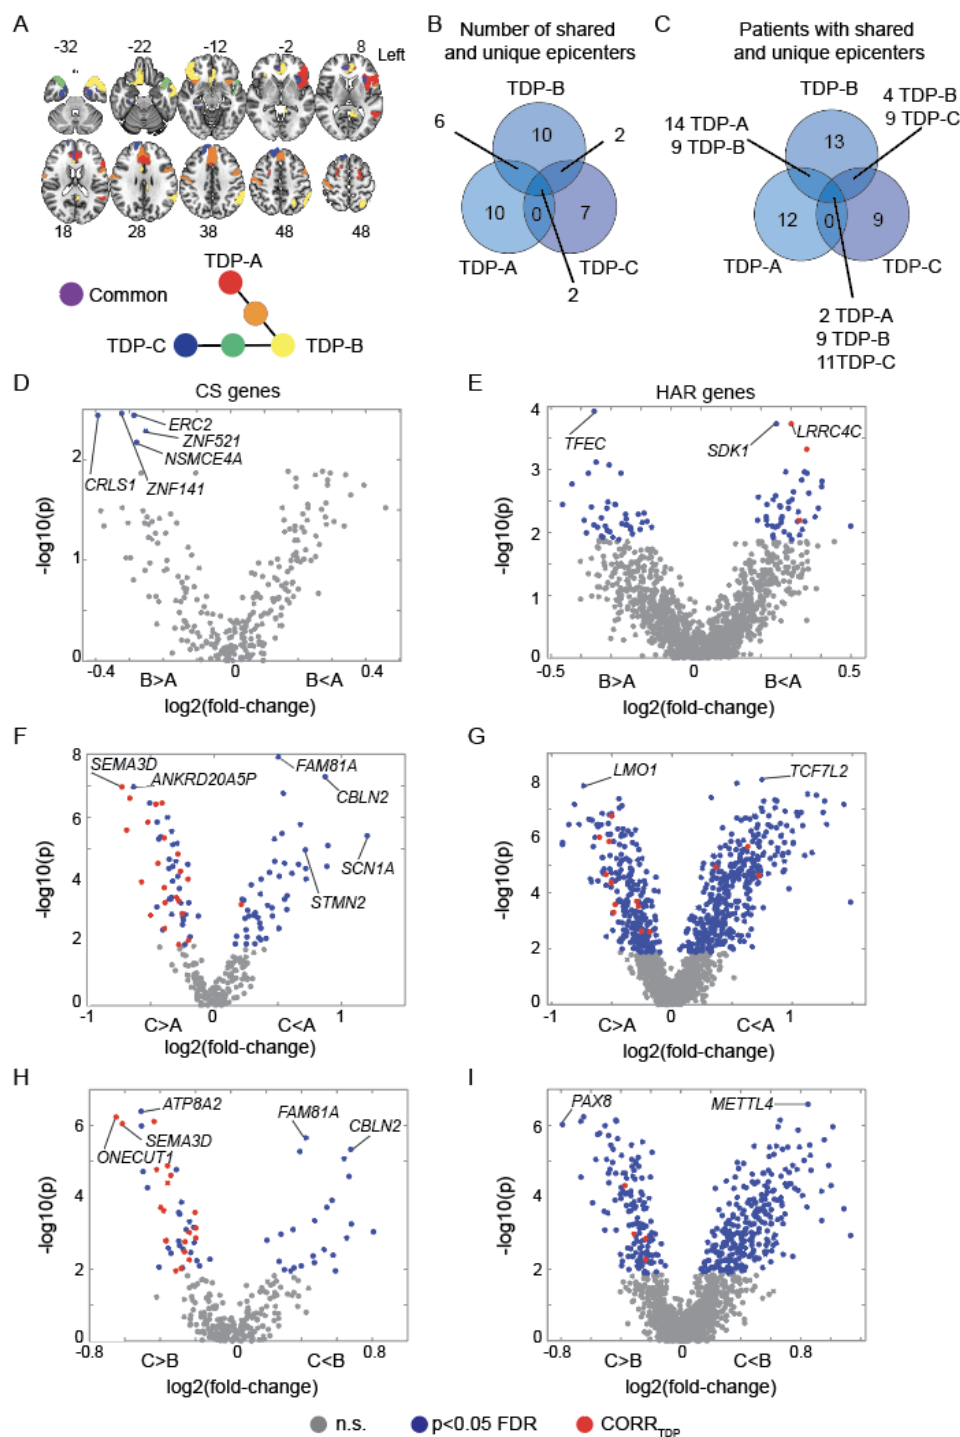 A
-32
-22
-12
-2
8
Left
18
28
38
48
48
TDP-A
Common
TDP-C
TDP-B
B
Number of shared
and unique epicenters
TDP-B
6
10
2
10
0
7
TDP-A
TDP-C
2
C
Patients with shared
and unique epicenters
TDP-B
4 TDP-B
9 TDP-C
14 TDP-A
9 TDP-B
13
12
0
9
TDP-A
TDP-C
2 TDP-A
9 TDP-B
11TDP-C
D
CS genes
ERC2
ZNF521
NSMCE4A
CRLS1
ZNF141
-log10(p)
2
1
0
-0.4
0
0.4
B>A
B<A
log2(fold-change)
E
HAR genes
TFEC
SDK1
LRRC4C
-log10(p)
4
3
2
1
0
-0.5
0
0.5
B>A
B<A
log2(fold-change)
F
SEMA3D
ANKRD20A5P
FAM81A
CBLN2
SCN1A
STMN2
-log10(p)
8
6
4
2
0
-1
0
1
C>A
C<A
log2(fold-change)
G
LMO1
TCF7L2
-log10(p)
8
6
4
2
0
-1
0
1
C>A
C<A
log2(fold-change)
H
ATP8A2
SEMA3D
ONECUT1
FAM81A
CBLN2
-log10(p)
6
4
2
0
-0.8
0
0.8
C>B
C<B
log2(fold-change)
I
PAX8
METTL4
-log10(p)
6
4
2
0
-0.8
0
0.8
C>B
C<B
log2(fold-change)
n.s.
p<0.05 FDR
CORR TDP